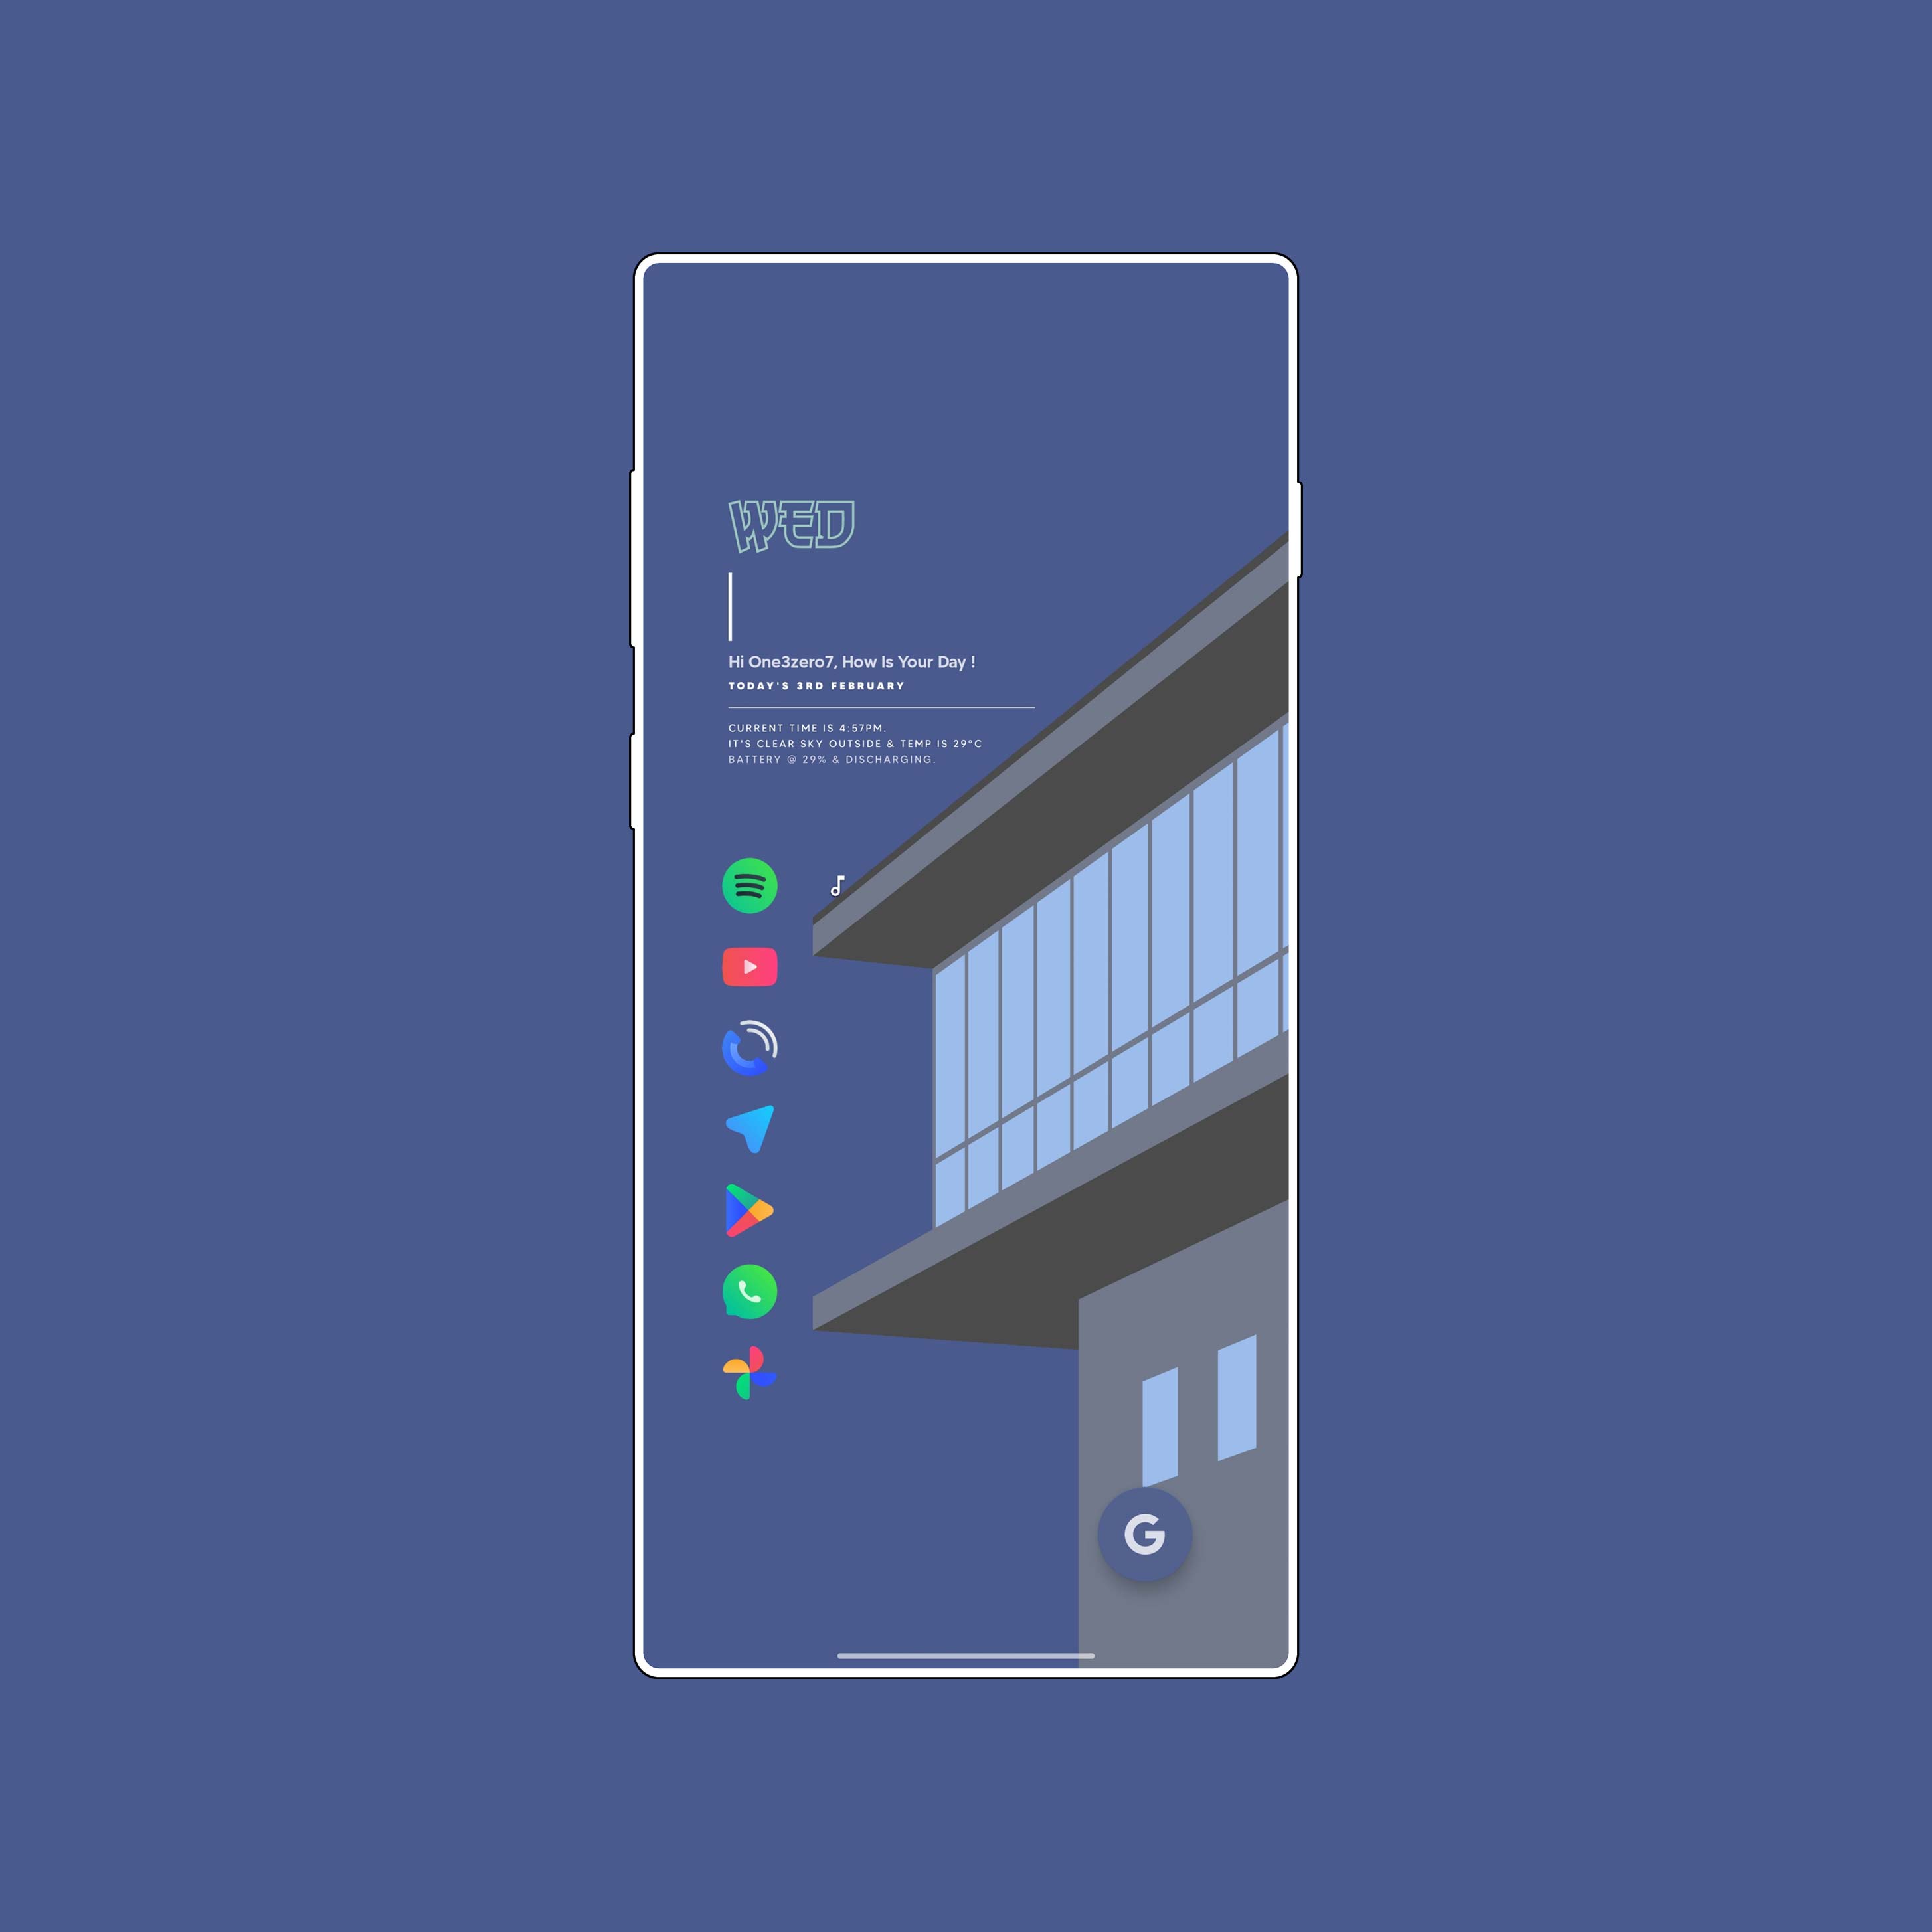 WED
Hi One3zero7, How Is Your Day !
TODAY'S 3RD FEBRUARY
CURRENT TIME IS 4:57PM.
IT'S CLEAR SKY OUTSIDE & TEMP IS 29°C
BATTERY @ 29% & DISCHARGING.
G